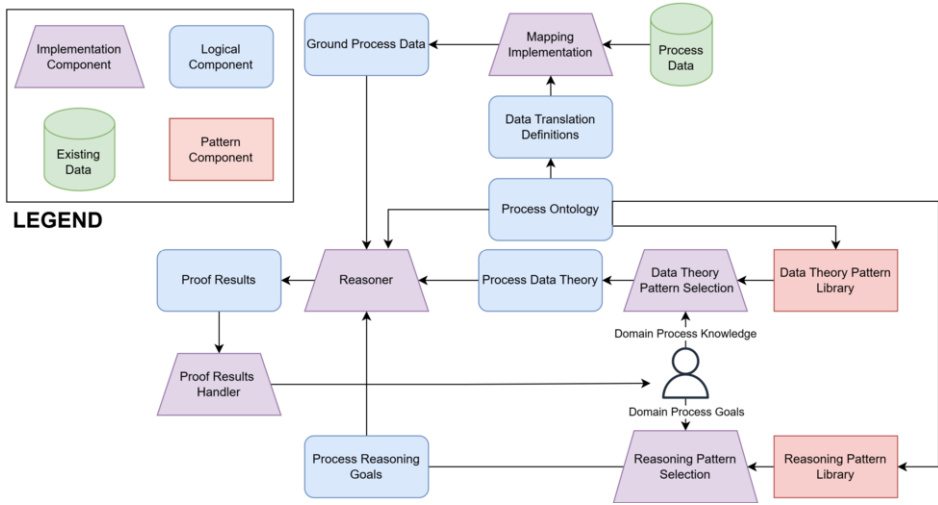 Implementation
Component
Logical
Component
Existing
Data
Pattern
Component
LEGEND
Ground Process Data
Mapping
Implementation
Process
Data
Data Translation
Definitions
Process Ontology
Proof Results
Reasoner
Process Data Theory
Data Theory
Pattern Selection
Data Theory Pattern
Library
Domain Process Knowledge
Proof Results
Handler
Domain Process Goals
Process Reasoning
Goals
Reasoning Pattern
Selection
Reasoning Pattern
Library